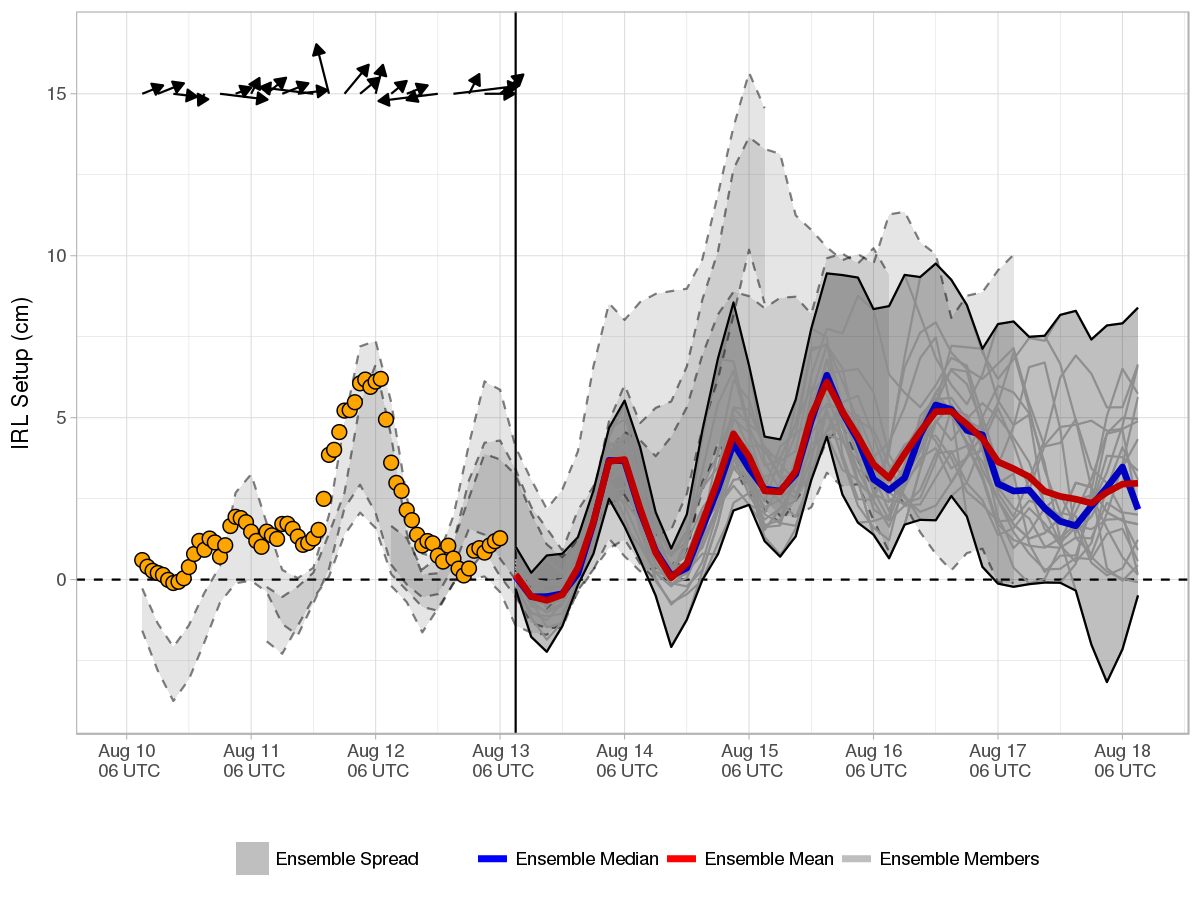 IRL Setup (cm)
15
10
5
0
Aug 10 Aug 11 Aug 12 Aug 13 Aug 14 Aug 15 Aug 16 Aug 17 Aug 18
06 UTC 06 UTC 06 UTC 06 UTC 06 UTC 06 UTC 06 UTC 06 UTC 06 UTC
Ensemble Spread Ensemble Median Ensemble Mean Ensemble Members